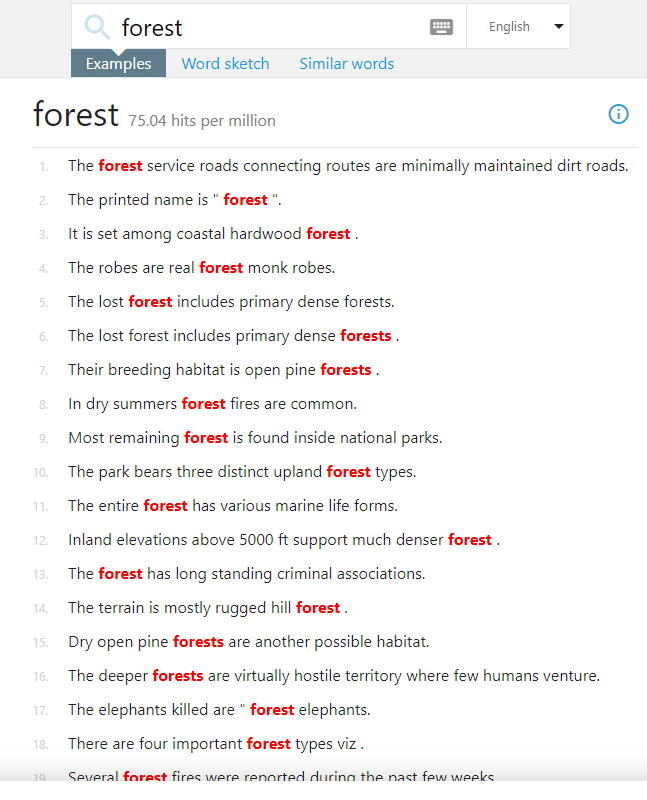 forest
English
Examples Word sketch Similar words
forest 75.04 hits per million
1. The forest service roads connecting routes are minimally maintained dirt roads.
2. The printed name is " forest ".
3. It is set among coastal hardwood forest .
4. The robes are real forest monk robes.
5. The lost forest includes primary dense forests.
6. The lost forest includes primary dense forests .
7. Their breeding habitat is open pine forests .
8. In dry summers forest fires are common.
9. Most remaining forest is found inside national parks.
10. The park bears three distinct upland forest types.
11. The entire forest has various marine life forms.
12. Inland elevations above 5000 ft support much denser forest .
13. The forest has long standing criminal associations.
14. The terrain is mostly rugged hill forest .
15. Dry open pine forests are another possible habitat.
16. The deeper forests are virtually hostile territory where few humans venture.
17. The elephants killed are " forest elephants.
18. There are four important forest types viz .
19. Several forest fires were reported during the past few weeks